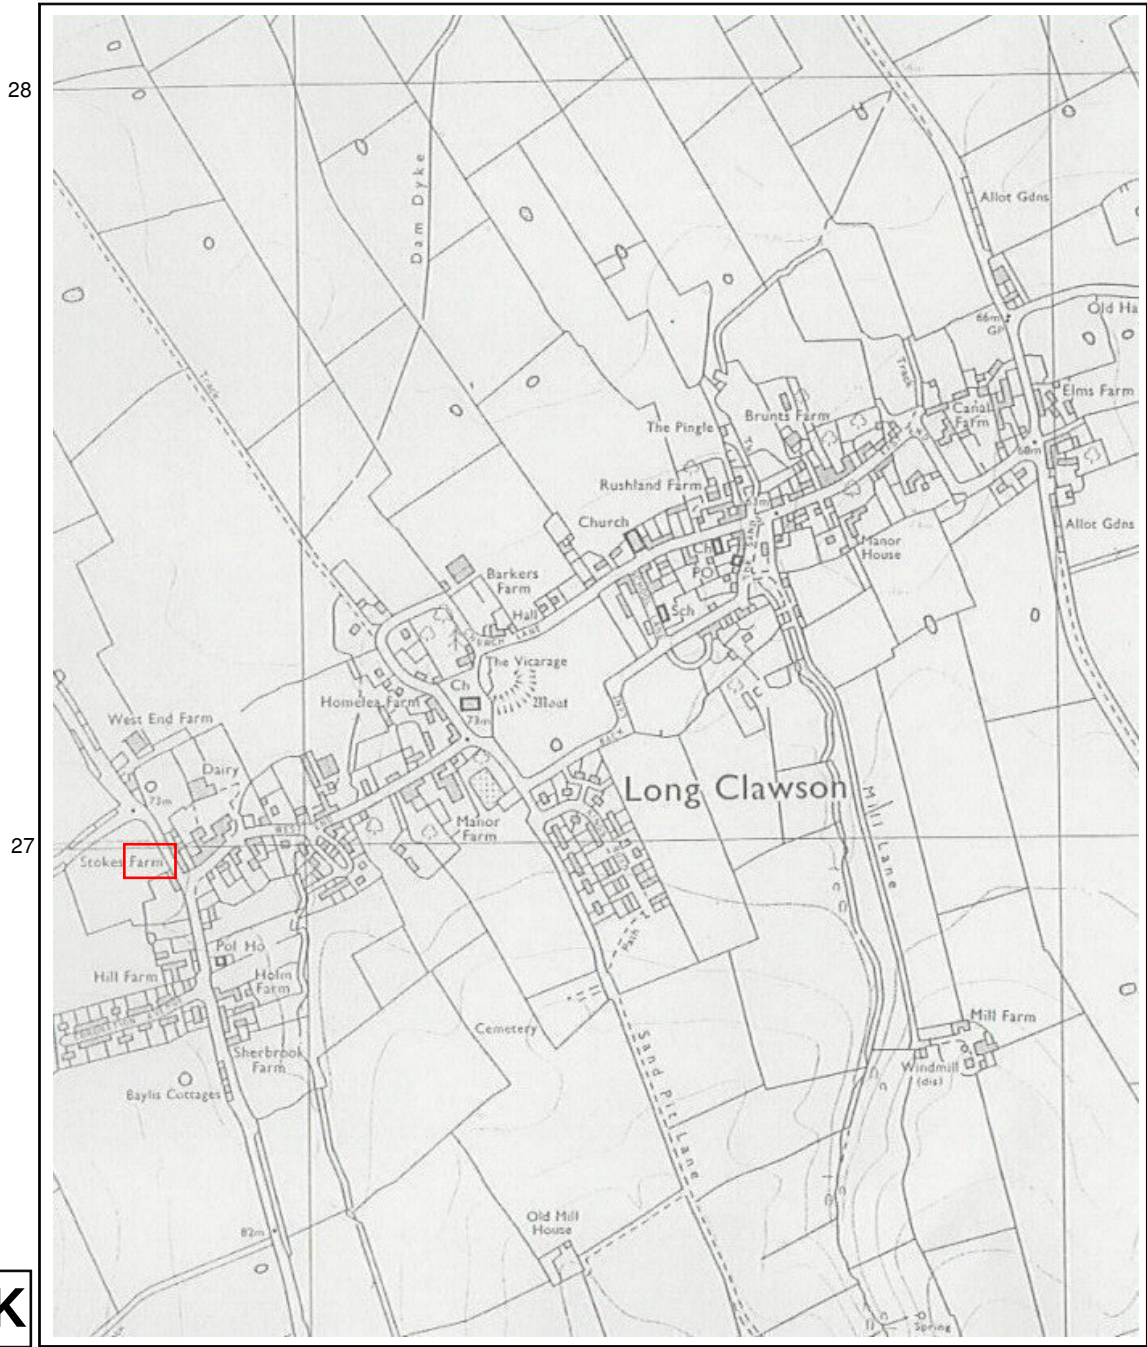 28
Dam Dyke
Allot Gdns
66m
GP
Old Ha
Track
Track
Elms Farm
Canal
Farm
Brunts Farm
The Pingle
68m
Rushland Farm
Church
Allot Gdns
Manor
House
Ch
PO
Sch
Barkers
Farm
Hall
CHURCH LANE
The Vicarage
Ch
Moat
Homelea Farm
73m
West End Farm
Dairy
BACK
Long Clawson
73m
Manor
Farm
Mill Lane
27
WEST
Stokes Farm
Path
Pol Ho
Hill Farm
Holm
Farm
Cemetery
Mill Farm
Sherbrook
Farm
Windmill
(dis)
Baylis Cottages
Sand Pit Lane
Old Mill
House
82m
K
Spring